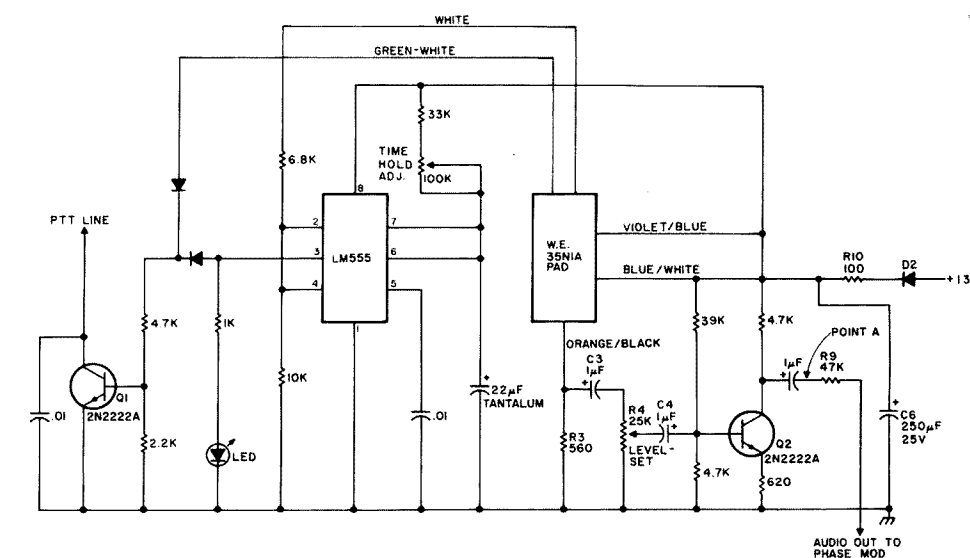 WHITE
GREEN-WHITE
33K
TIME
HOLD
ADJ.
100K
6.8K
8
PTT LINE
2
7
3
LM555
6
4
5
1
W.E.
35N1A
PAD
VIOLET/BLUE
BLUE/WHITE
R10
100
D2
+13
4.7K
1K
39K
4.7K
POINT A
ORANGE/BLACK
C3
1µF
+
1µF
+
R9
47K
Q1
2N2222A
.01
10K
+
22µF
TANTALUM
.01
R4
25K
C4
1µF
+
LEVEL-
SET
+
C6
250µF
25V
2.2K
LED
R3
560
4.7K
Q2
2N2222A
620
AUDIO OUT TO
PHASE MOD